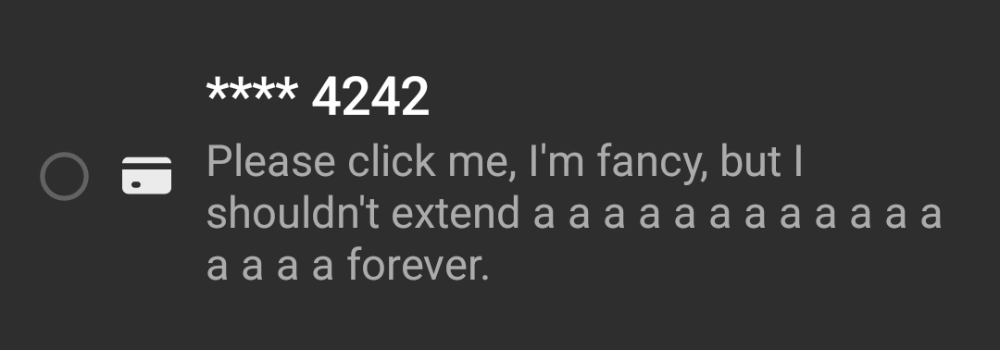 **** 4242
Please click me, I'm fancy, but I
shouldn't extend a a a a a a a a a a a a
a a a a forever.